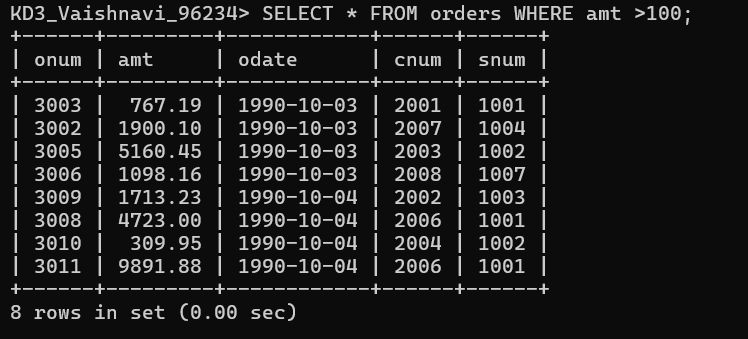 KD3_Vaishnavi_96234> SELECT * FROM orders WHERE amt >100;
+------+---------+------------+------+------+
| onum | amt     | odate      | cnum | snum |
+------+---------+------------+------+------+
| 3003 |  767.19 | 1990-10-03 | 2001 | 1001 |
| 3002 | 1900.10 | 1990-10-03 | 2007 | 1004 |
| 3005 | 5160.45 | 1990-10-03 | 2003 | 1002 |
| 3006 | 1098.16 | 1990-10-03 | 2008 | 1007 |
| 3009 | 1713.23 | 1990-10-04 | 2002 | 1003 |
| 3008 | 4723.00 | 1990-10-04 | 2006 | 1001 |
| 3010 |  309.95 | 1990-10-04 | 2004 | 1002 |
| 3011 | 9891.88 | 1990-10-04 | 2006 | 1001 |
+------+---------+------------+------+------+
8 rows in set (0.00 sec)